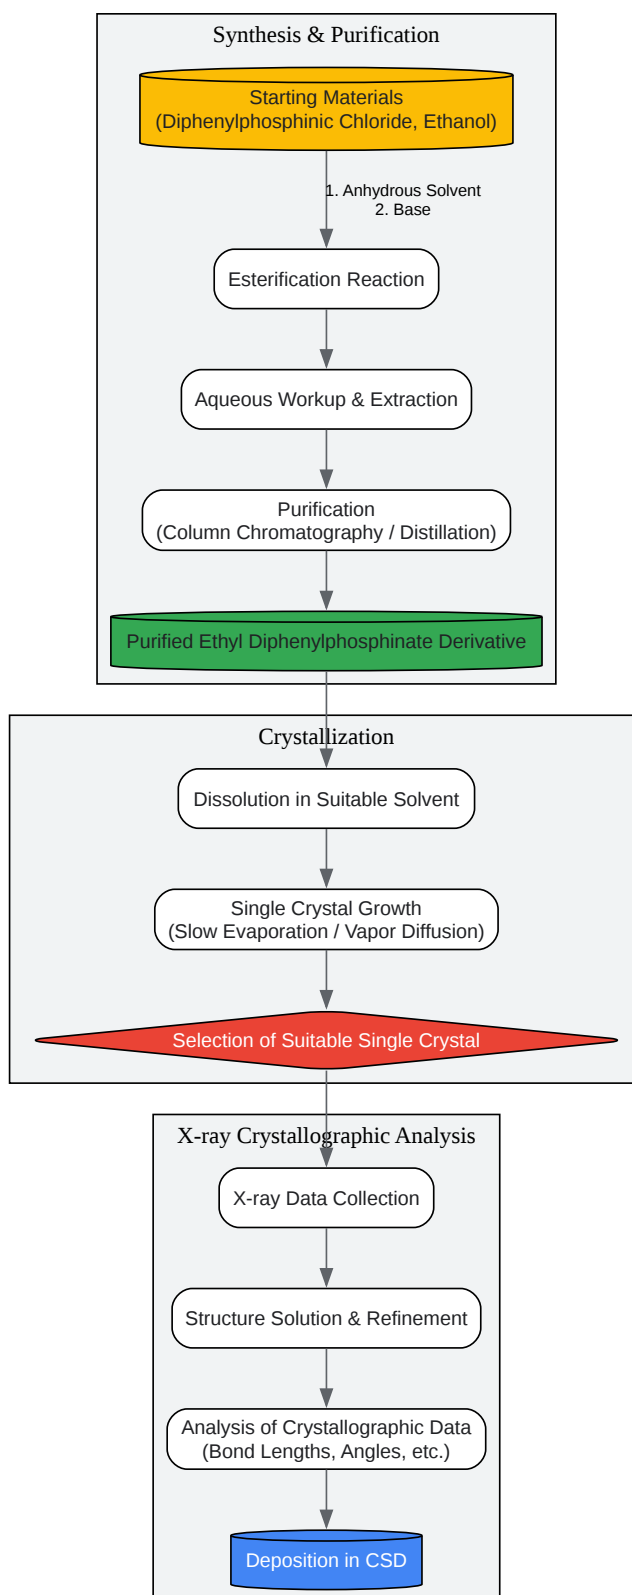 Synthesis & Purification
Starting Materials
(Diphenylphosphinic Chloride, Ethanol)
1. Anhydrous Solvent
2. Base
Esterification Reaction
Aqueous Workup & Extraction
Purification
(Column Chromatography / Distillation)
Purified Ethyl Diphenylphosphinate Derivative
Crystallization
Dissolution in Suitable Solvent
Single Crystal Growth
(Slow Evaporation / Vapor Diffusion)
Selection of Suitable Single Crystal
X-ray Crystallographic Analysis
X-ray Data Collection
Structure Solution & Refinement
Analysis of Crystallographic Data
(Bond Lengths, Angles, etc.)
Deposition in CSD